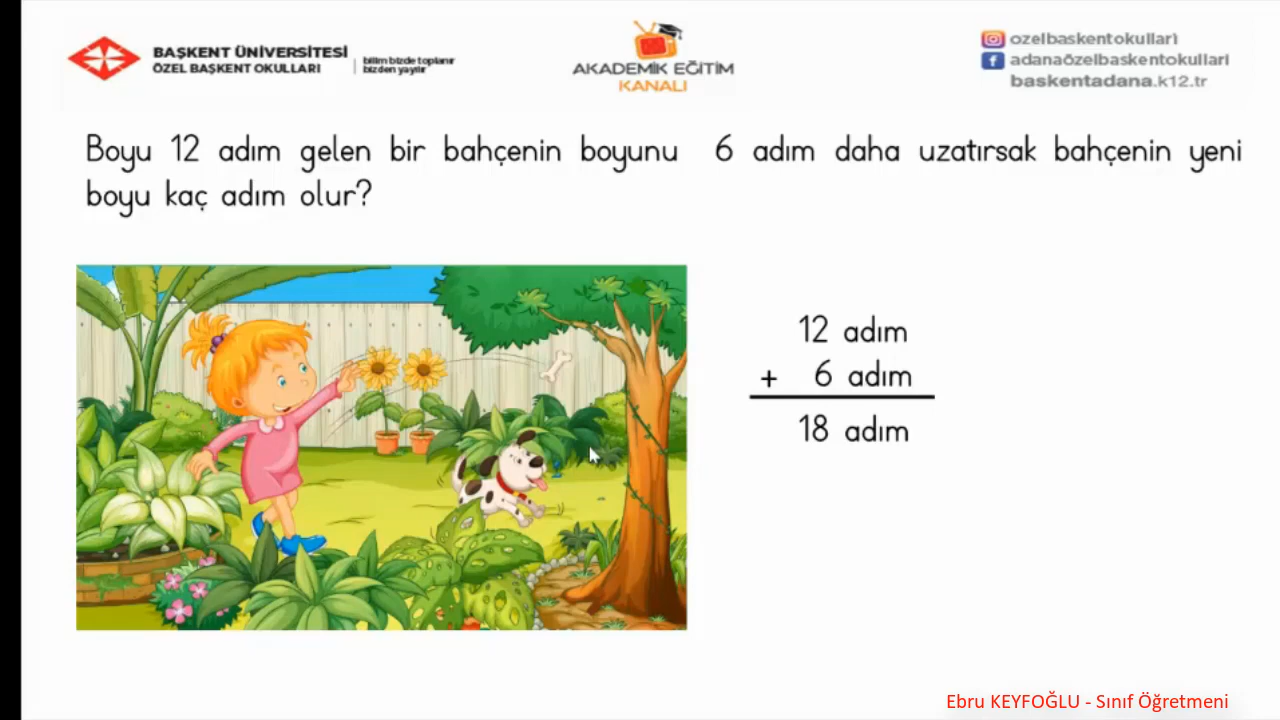 BAŞKENT ÜNİVERSİTESİ
ÖZEL BAŞKENT OKULLARI
bilim bizde toplanır
bizden yayılır
AKADEMİK EĞİTİM
KANALI
ozelbaskentokullari
adanaözelbaskentokullari
baskentadana.k12.tr
Boyu 12 adım gelen bir bahçenin boyunu 6 adım daha uzatırsak bahçenin yeni
boyu kaç adım olur?
12 adım
+ 6 adım
18 adım
Ebru KEYFOĞLU - Sınıf Öğretmeni